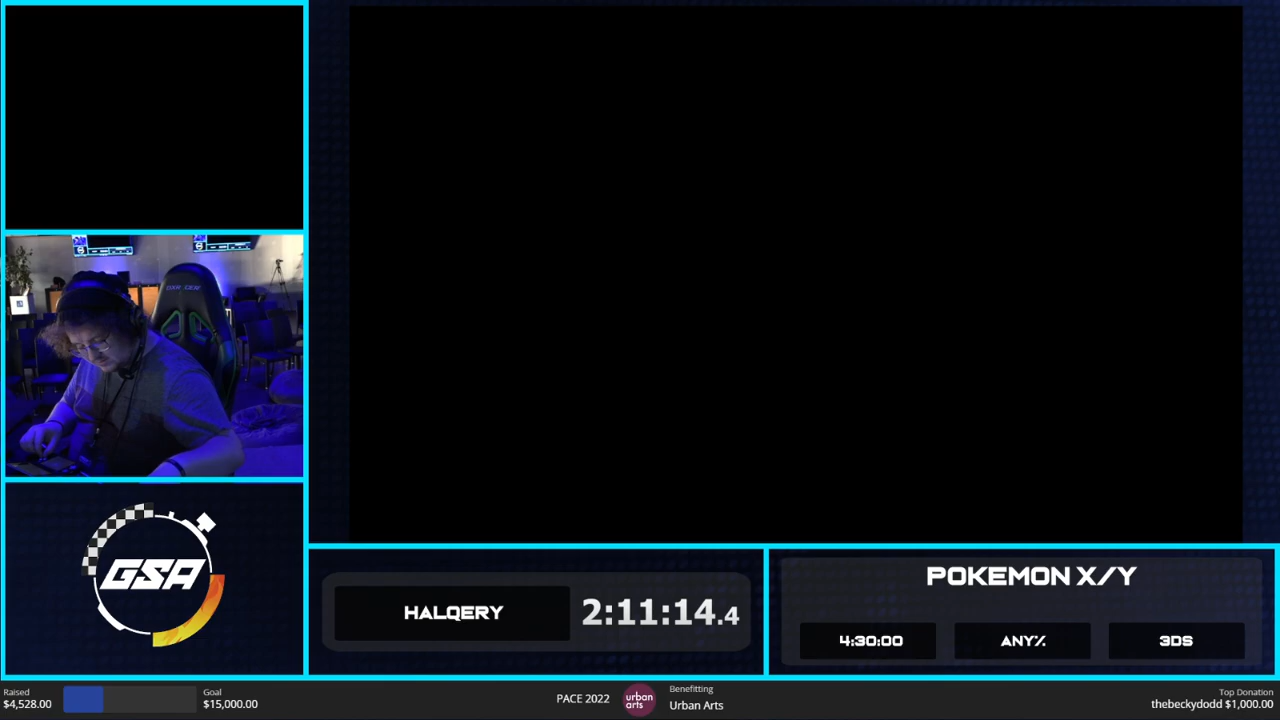 GSA
HALQERY
2:11:14.4
POKEMON X/Y
4:30:00
ANY%
3DS
Raised
$4,528.00
Goal
$15,000.00
PACE 2022
urban
arts
Benefitting
Urban Arts
Top Donation
thebeckydodd $1,000.00